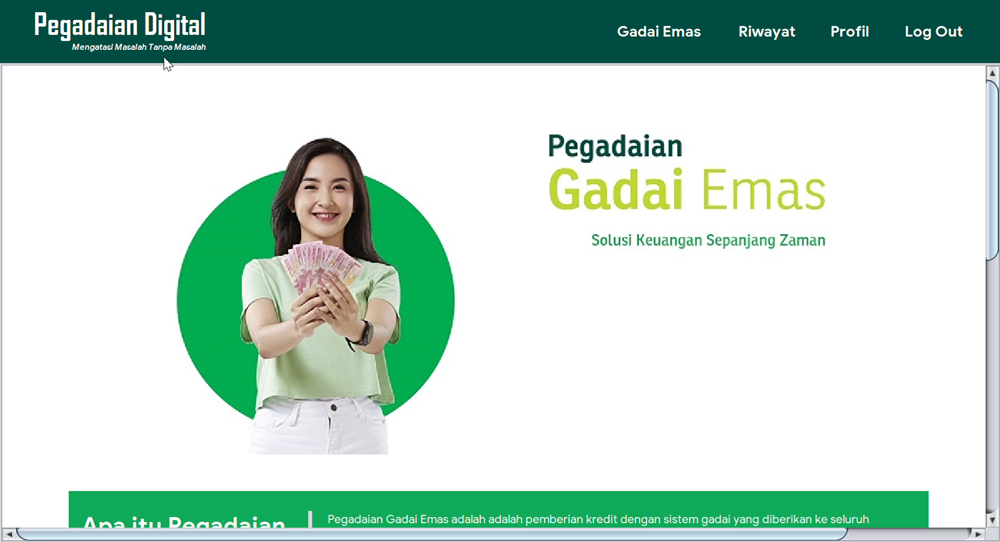 Pegadaian Digital
Mengatasi Masalah Tanpa Masalah
Gadai Emas
Riwayat
Profil
Log Out
Pegadaian
Gadai Emas
Solusi Keuangan Sepanjang Zaman
Apa itu Pegadaian
Pegadaian Gadai Emas adalah adalah pemberian kredit dengan sistem gadai yang diberikan ke seluruh